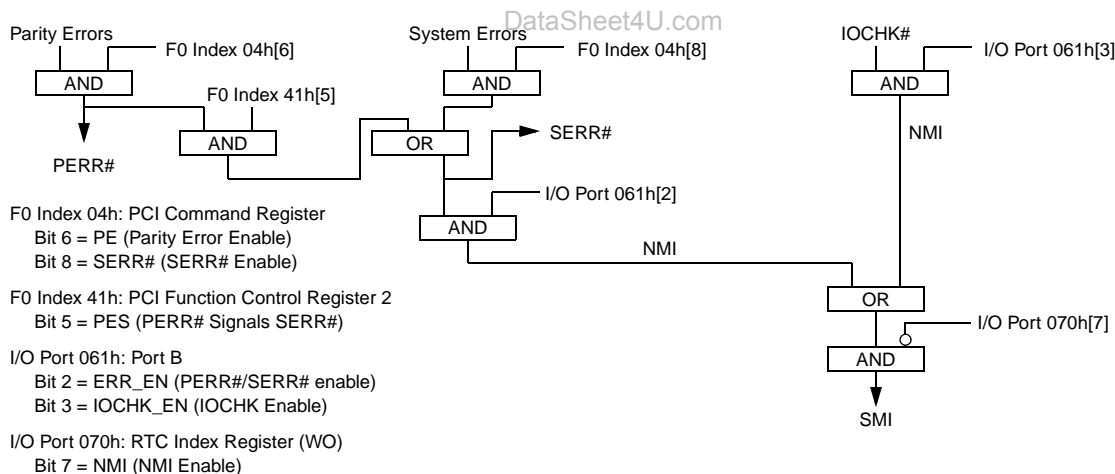 DataSheet4U.com
Parity Errors
F0 Index 04h[6]
System Errors
F0 Index 04h[8]
IOCHK#
I/O Port 061h[3]
AND
AND
AND
F0 Index 41h[5]
AND
OR
SERR#
NMI
PERR#
I/O Port 061h[2]
AND
NMI
F0 Index 04h: PCI Command Register
Bit 6 = PE (Parity Error Enable)
Bit 8 = SERR# (SERR# Enable)
F0 Index 41h: PCI Function Control Register 2
Bit 5 = PES (PERR# Signals SERR#)
I/O Port 061h: Port B
Bit 2 = ERR_EN (PERR#/SERR# enable)
Bit 3 = IOCHK_EN (IOCHK Enable)
I/O Port 070h: RTC Index Register (WO)
Bit 7 = NMI (NMI Enable)
OR
I/O Port 070h[7]
AND
SMI